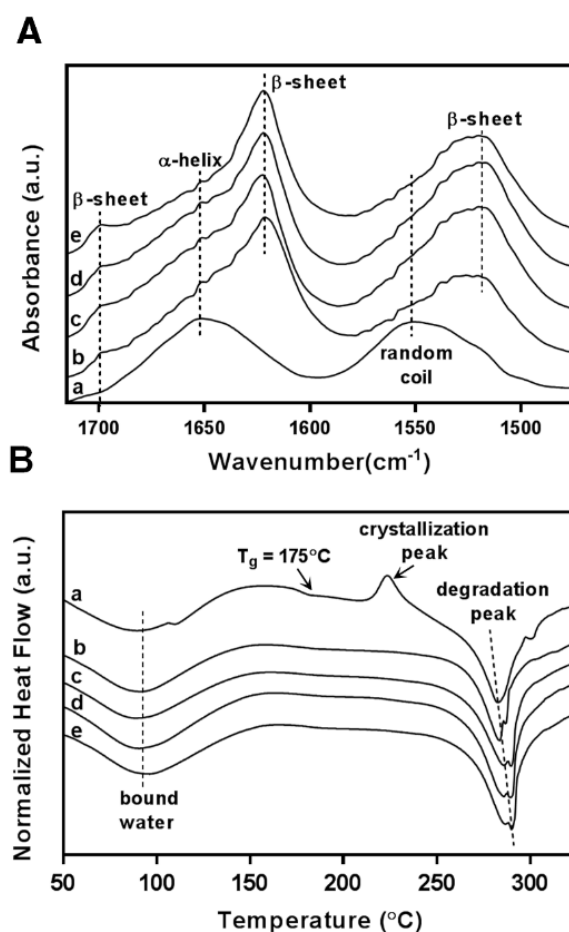 A
β-sheet
β-sheet
α-helix
β-sheet
e
d
c
b
a
random
coil
Absorbance (a.u.)
1700 1650 1600 1550 1500
Wavenumber(cm-1)
B
crystallization
peak
Tg = 175°C
degradation
peak
a
b
c
d
e
bound
water
Normalized Heat Flow (a.u.)
50 100 150 200 250 300
Temperature (°C)